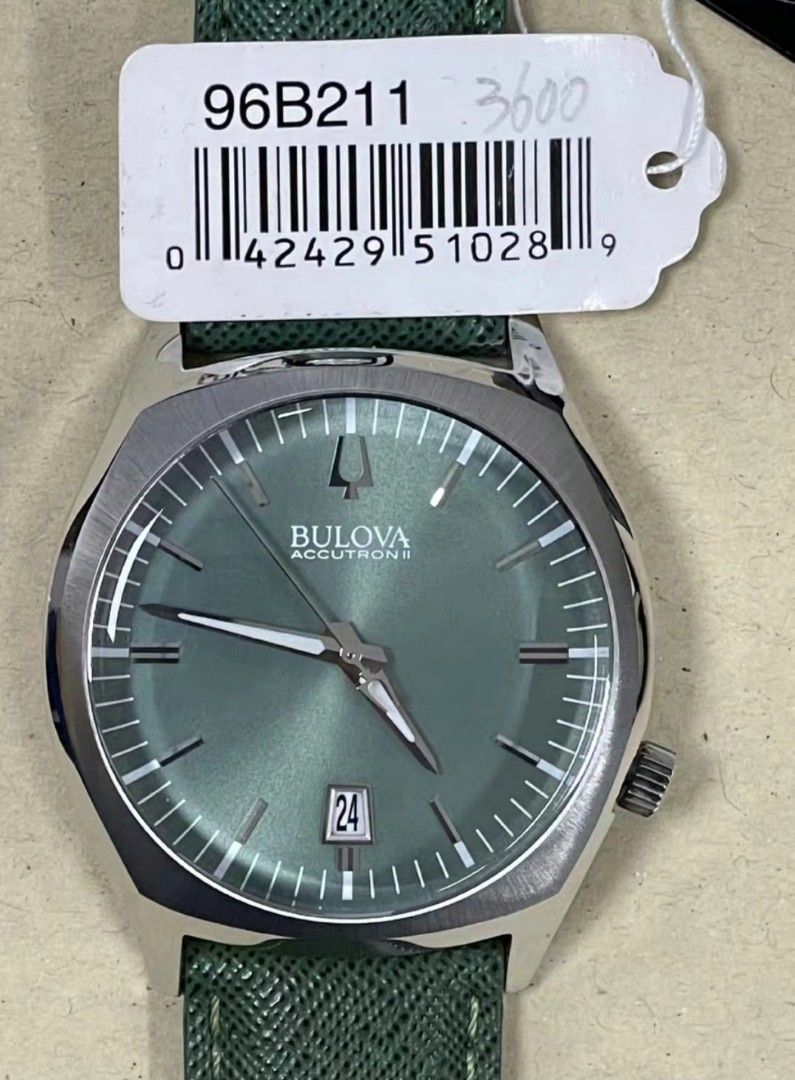 96B211 3600
0 42429 51028 9
BULOVA
ACCUTRON II
24